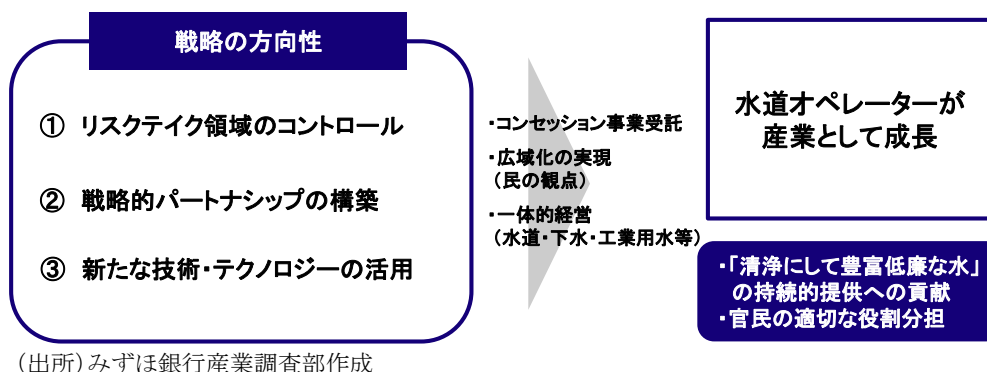 戦略の方向性
① リスクテイク領域のコントロール
② 戦略的パートナシップの構築
③ 新たな技術・テクノロジーの活用
・コンセッション事業受託
・広域化の実現
(民の観点)
・一体的経営
(水道・下水・工業用水等)
水道オペレーターが
産業として成長
・「清浄にして豊富低廉な水」
の持続的提供への貢献
・官民の適切な役割分担
(出所)みずほ銀行産業調査部作成